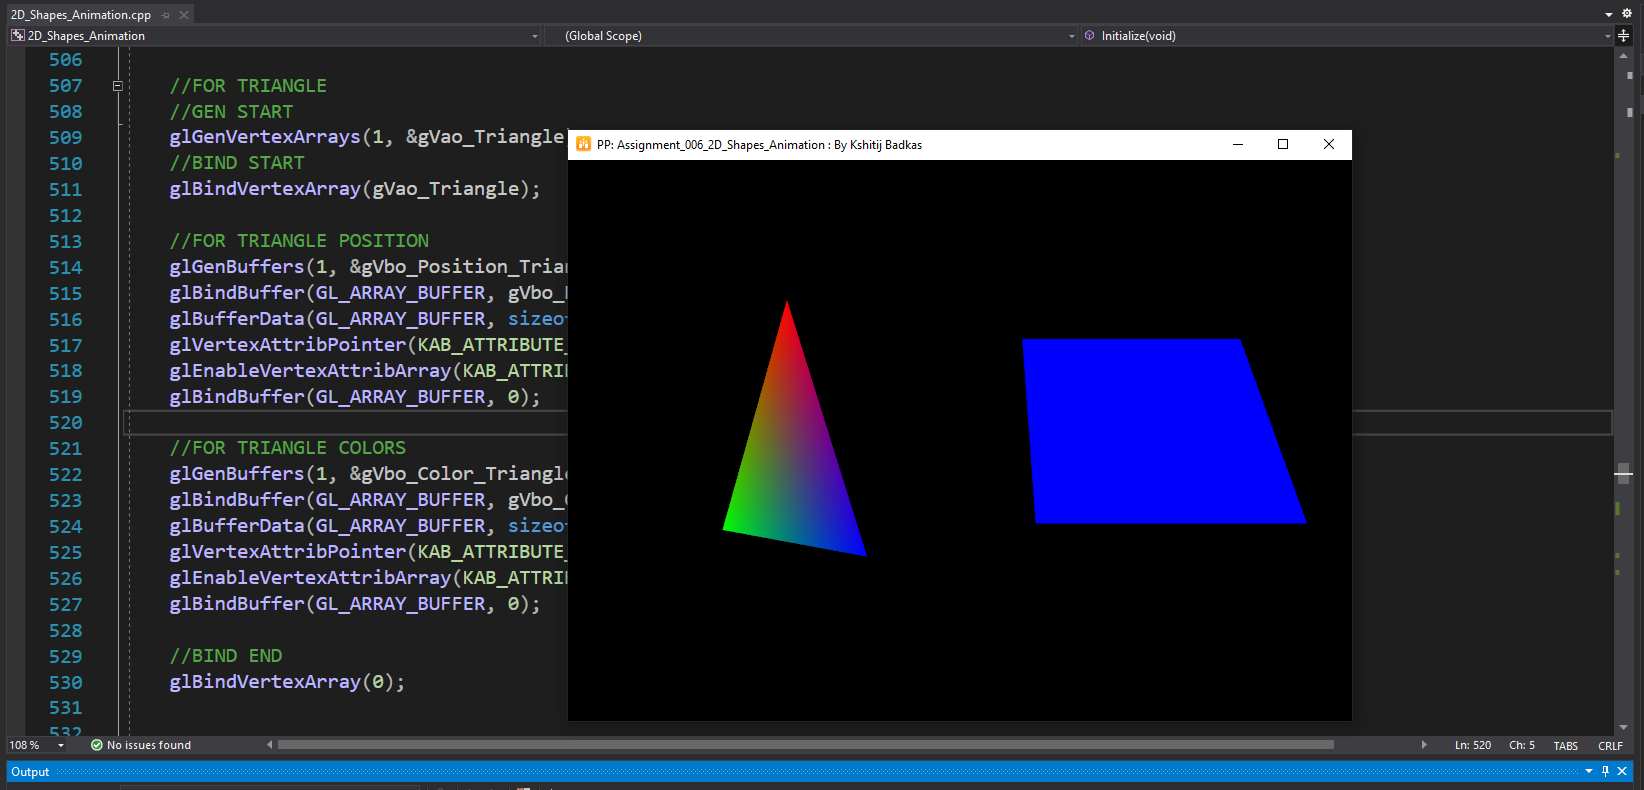 2D_Shapes_Animation.cpp
2D_Shapes_Animation (Global Scope) Initialize(void)
506
507 //FOR TRIANGLE
508 //GEN START
509 glGenVertexArrays(1, &gVao_Triangle
510 //BIND START
511 glBindVertexArray(gVao_Triangle);
512
513 //FOR TRIANGLE POSITION
514 glGenBuffers(1, &gVbo_Position_Trian
515 glBindBuffer(GL_ARRAY_BUFFER, gVbo_
516 glBufferData(GL_ARRAY_BUFFER, sizeo
517 glVertexAttribPointer(KAB_ATTRIBUTE_
518 glEnableVertexAttribArray(KAB_ATTRI
519 glBindBuffer(GL_ARRAY_BUFFER, 0);
520
521 //FOR TRIANGLE COLORS
522 glGenBuffers(1, &gVbo_Color_Triangl
523 glBindBuffer(GL_ARRAY_BUFFER, gVbo_
524 glBufferData(GL_ARRAY_BUFFER, sizeo
525 glVertexAttribPointer(KAB_ATTRIBUTE_
526 glEnableVertexAttribArray(KAB_ATTRI
527 glBindBuffer(GL_ARRAY_BUFFER, 0);
528
529 //BIND END
530 glBindVertexArray(0);
531
532
PP: Assignment_006_2D_Shapes_Animation : By Kshitij Badkas
108 % No issues found Ln: 520 Ch: 5 TABS CRLF
Output